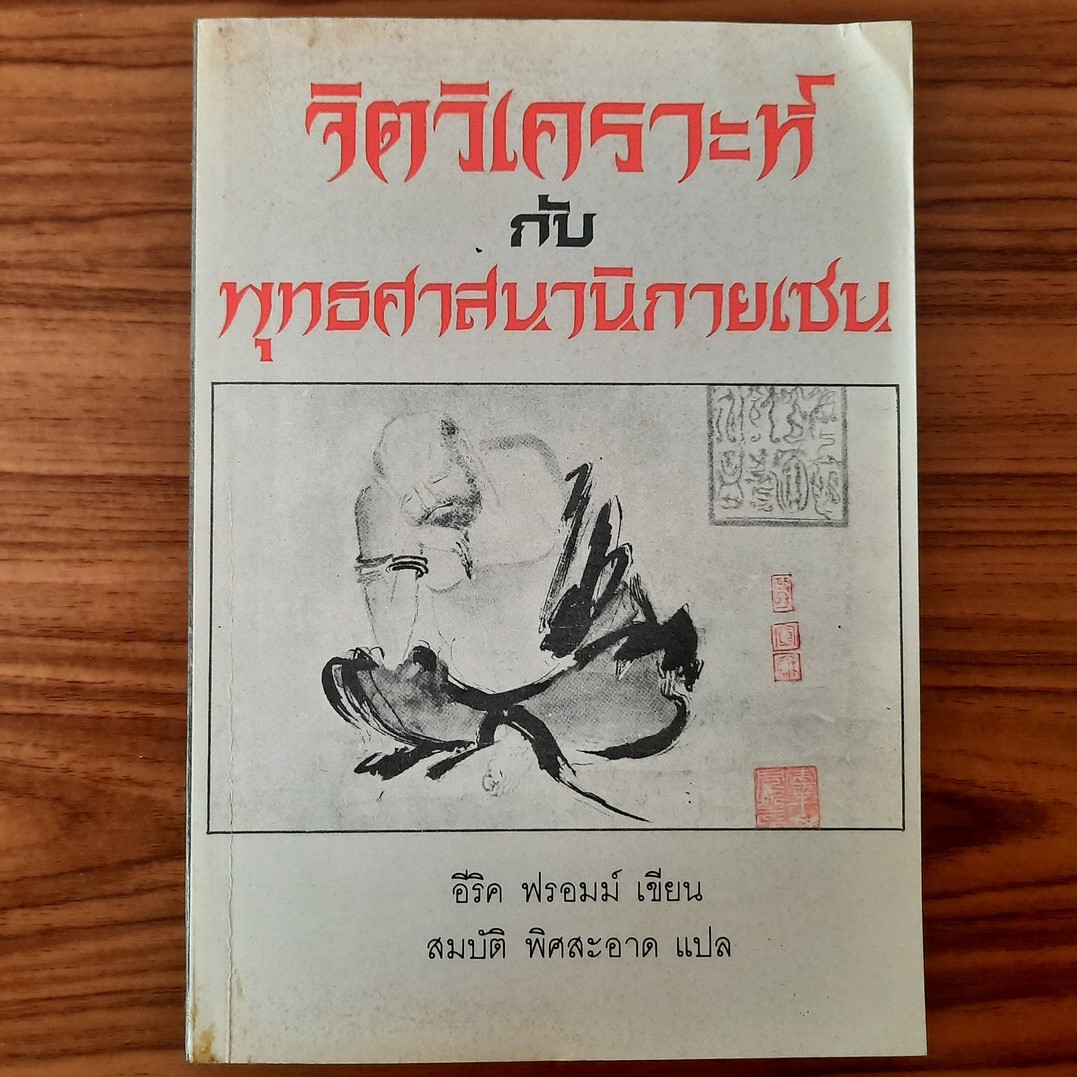 จิตวิเคราะห์
กับ
พุทธศาสนานิกายเซน
อีริค ฟรอมม์ เขียน
สมบัติ พิศสะอาด แปล